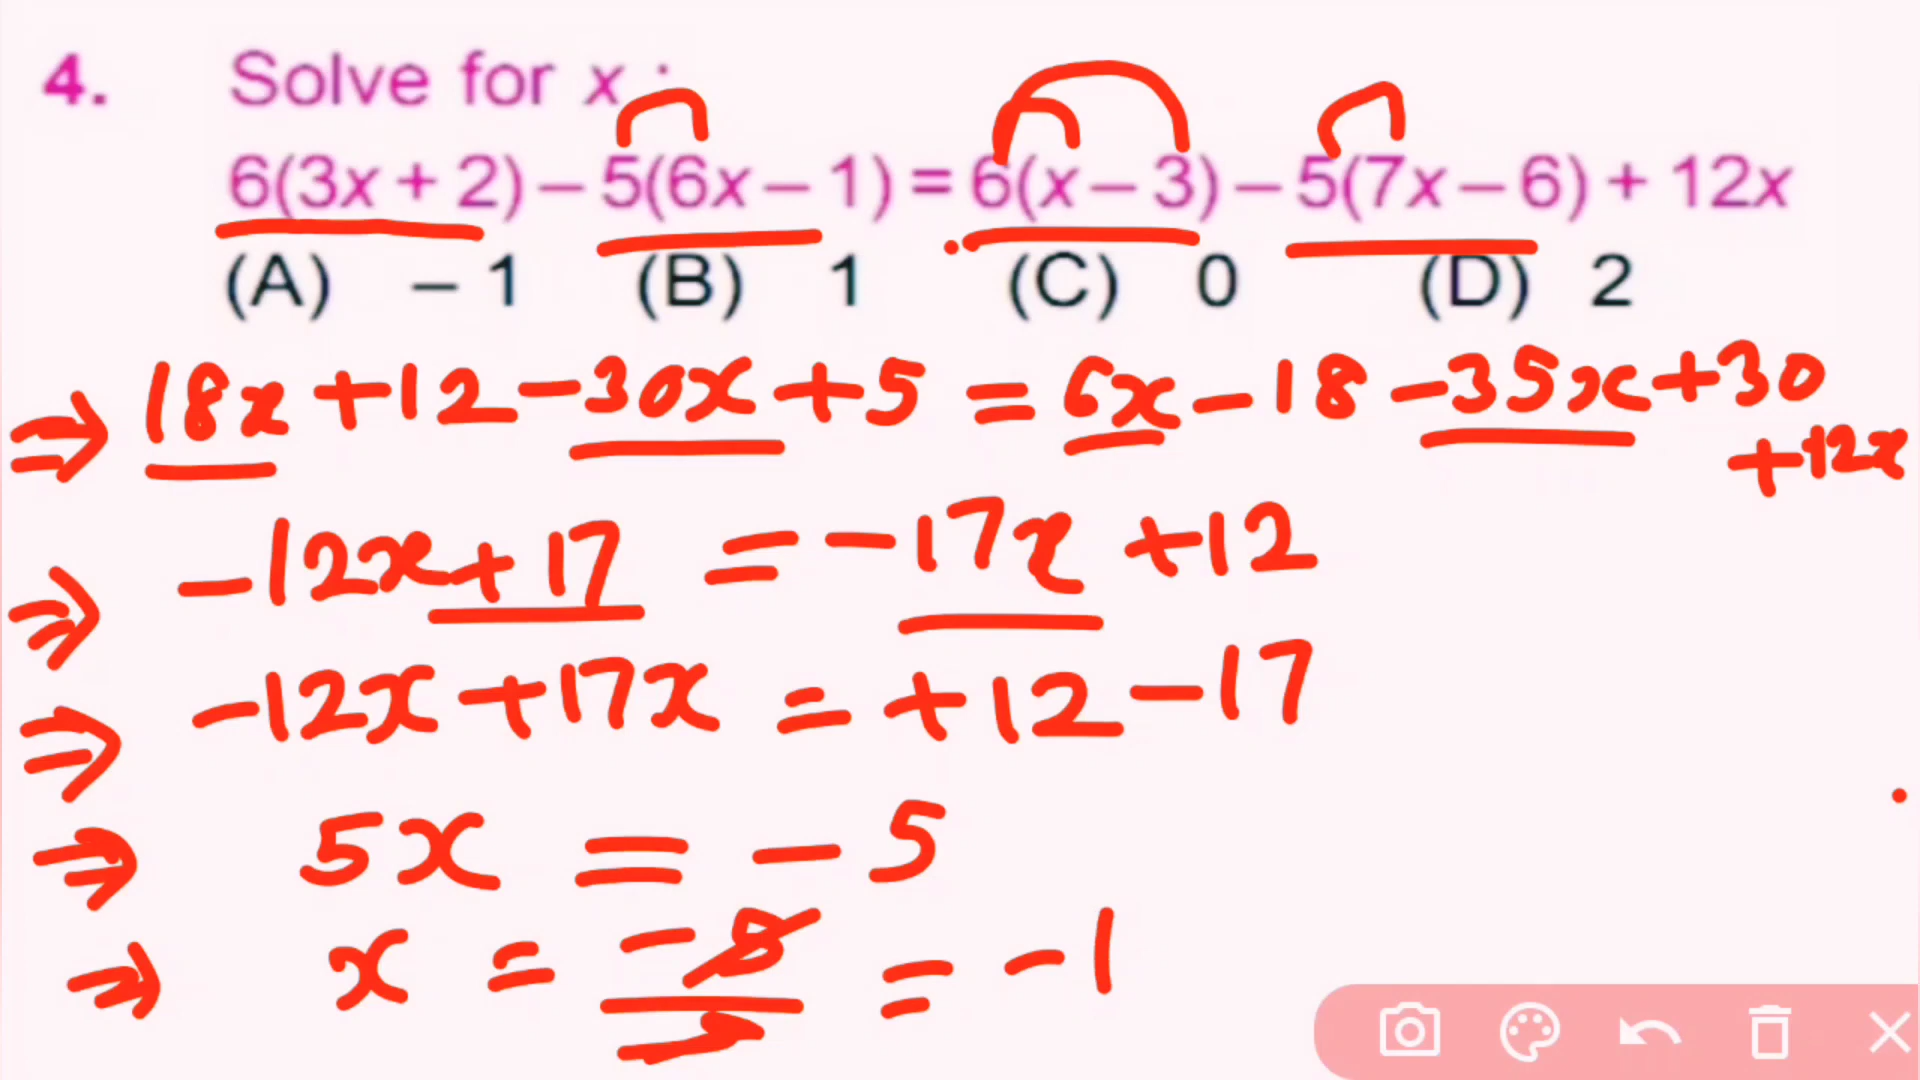 4. Solve for x :
6(3x + 2) – 5(6x – 1) = 6(x – 3) – 5(7x – 6) + 12x
(A) – 1 (B) 1 (C) 0 (D) 2
⇒ 18x + 12 – 30x + 5 = 6x – 18 – 35x + 30
+ 12x
⇒ – 12x + 17 = – 17x + 12
⇒ – 12x + 17x = + 12 – 17
⇒ 5x = – 5
⇒ x = – 5 / 5 = – 1